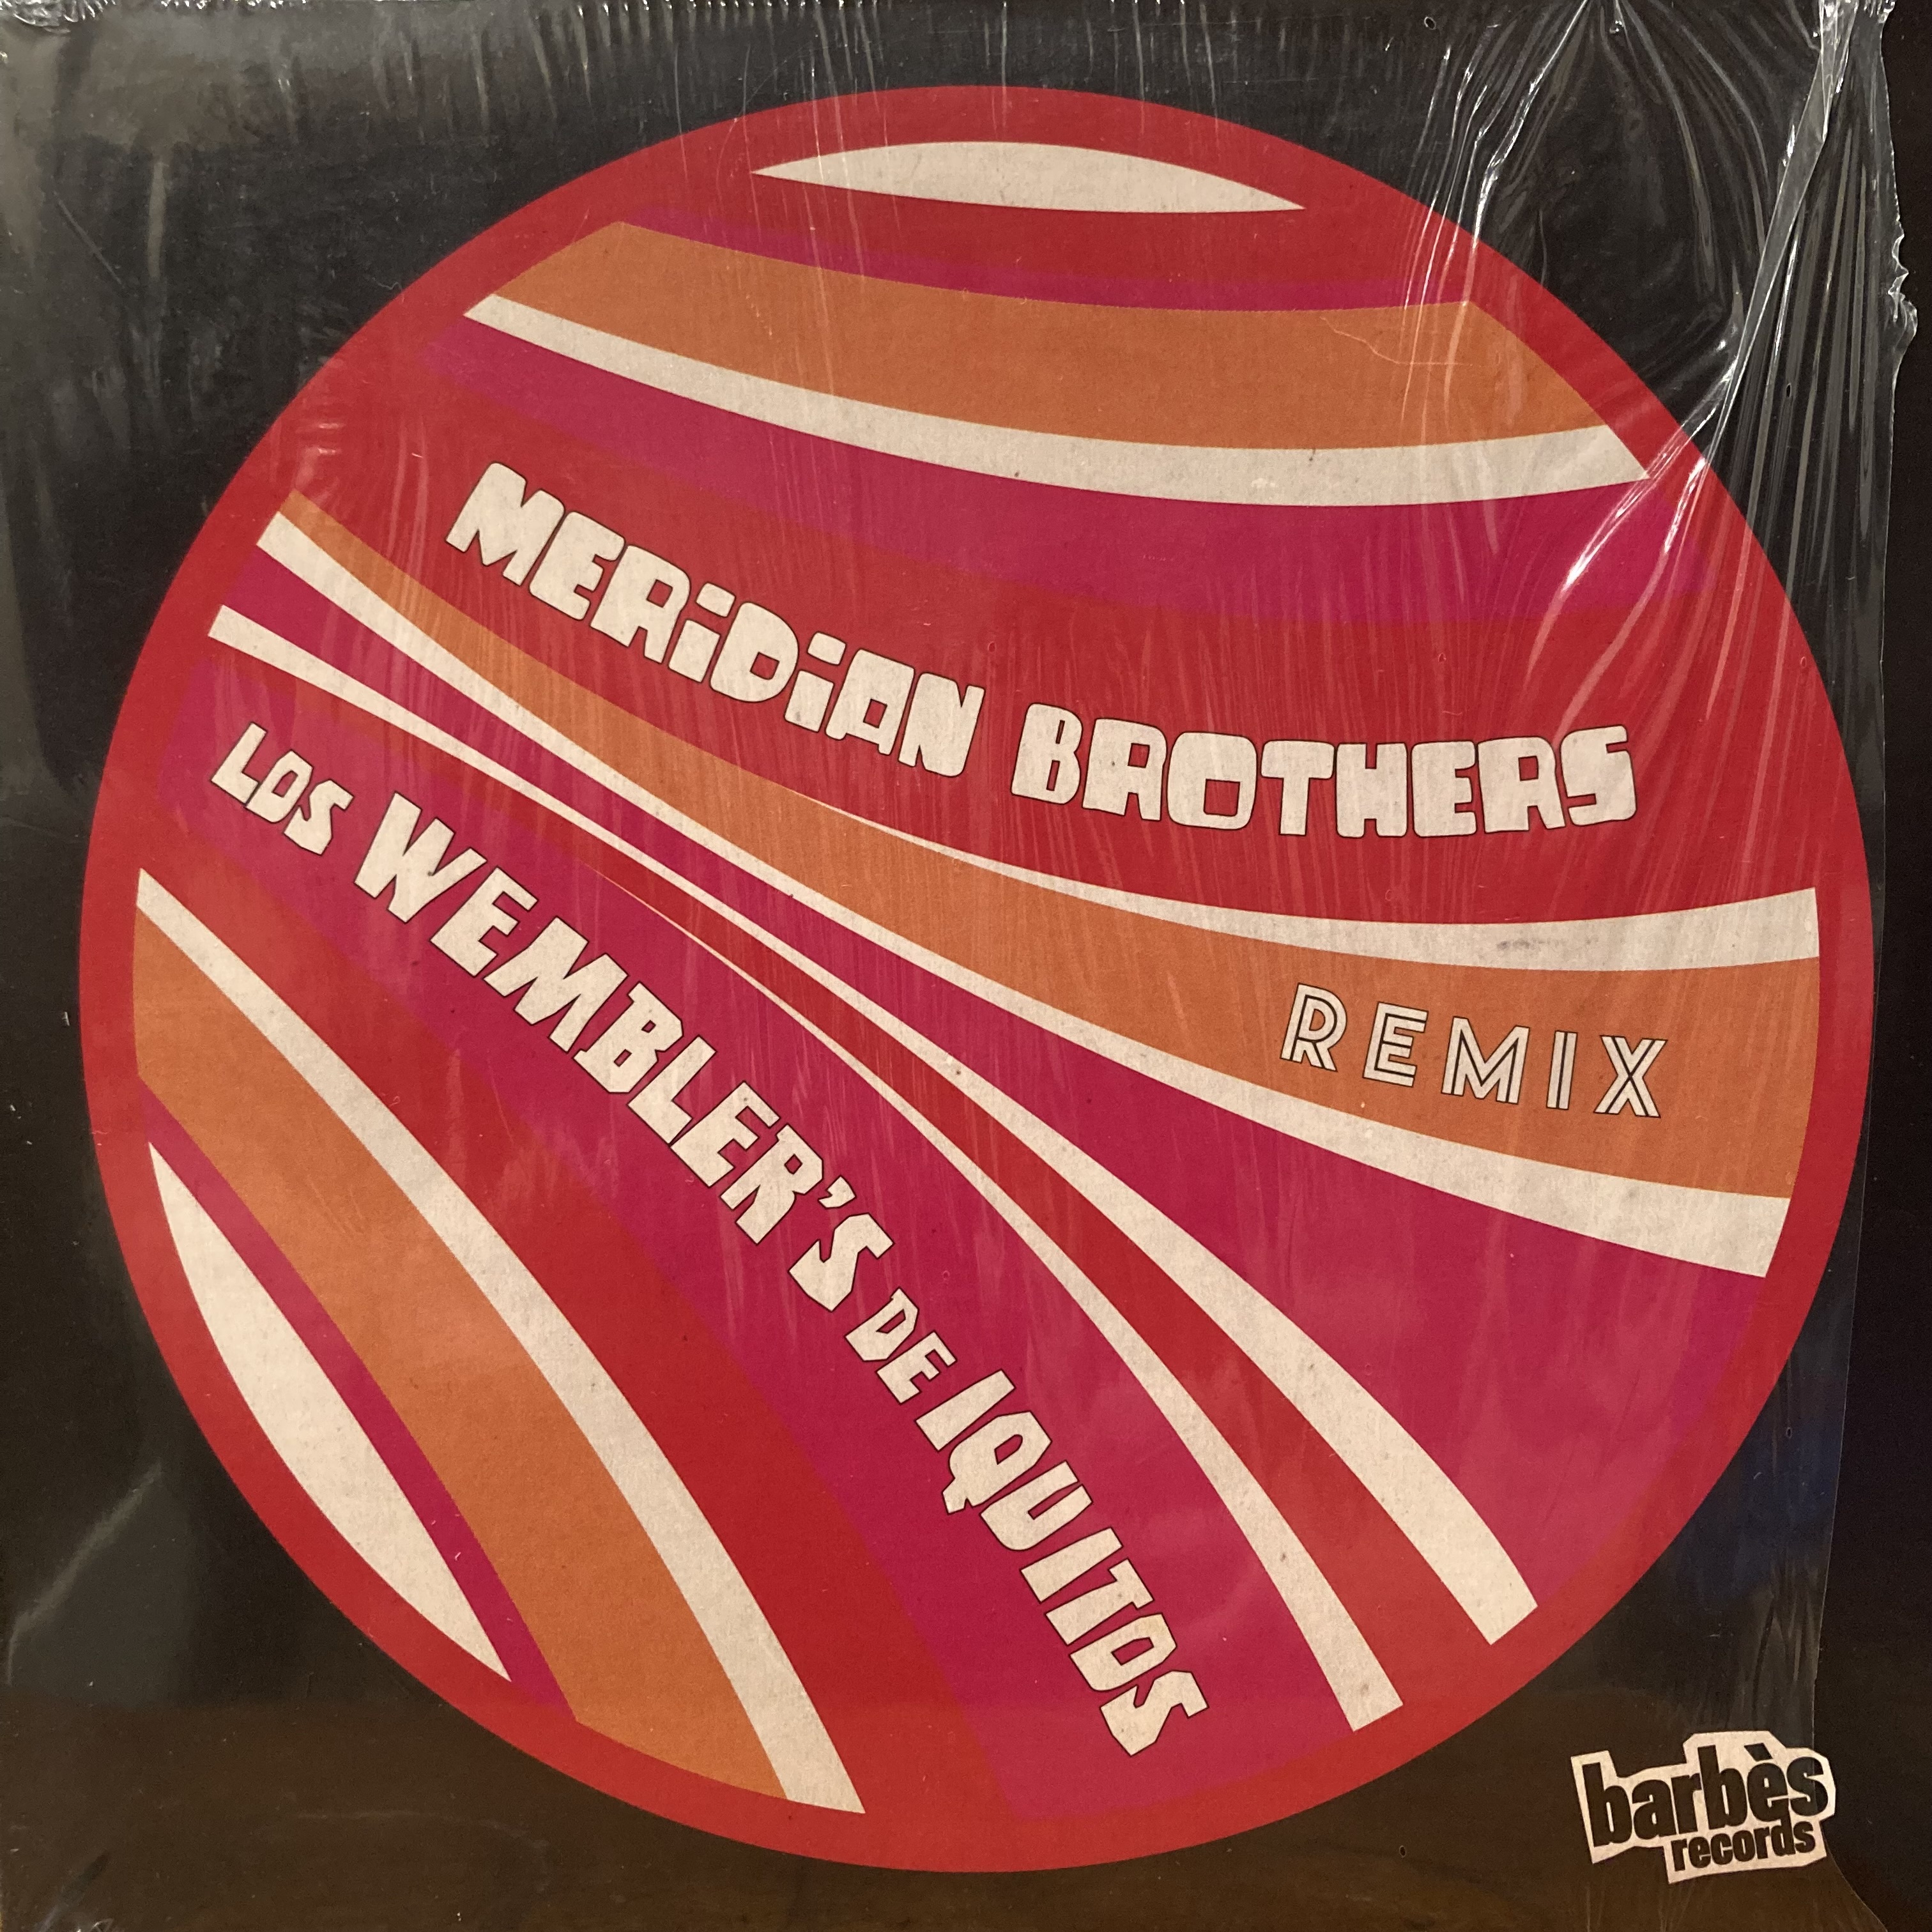 MERIDIAN BROTHERS
REMIX
LOS WEMBLER'S DE IQUITOS
barbès
records